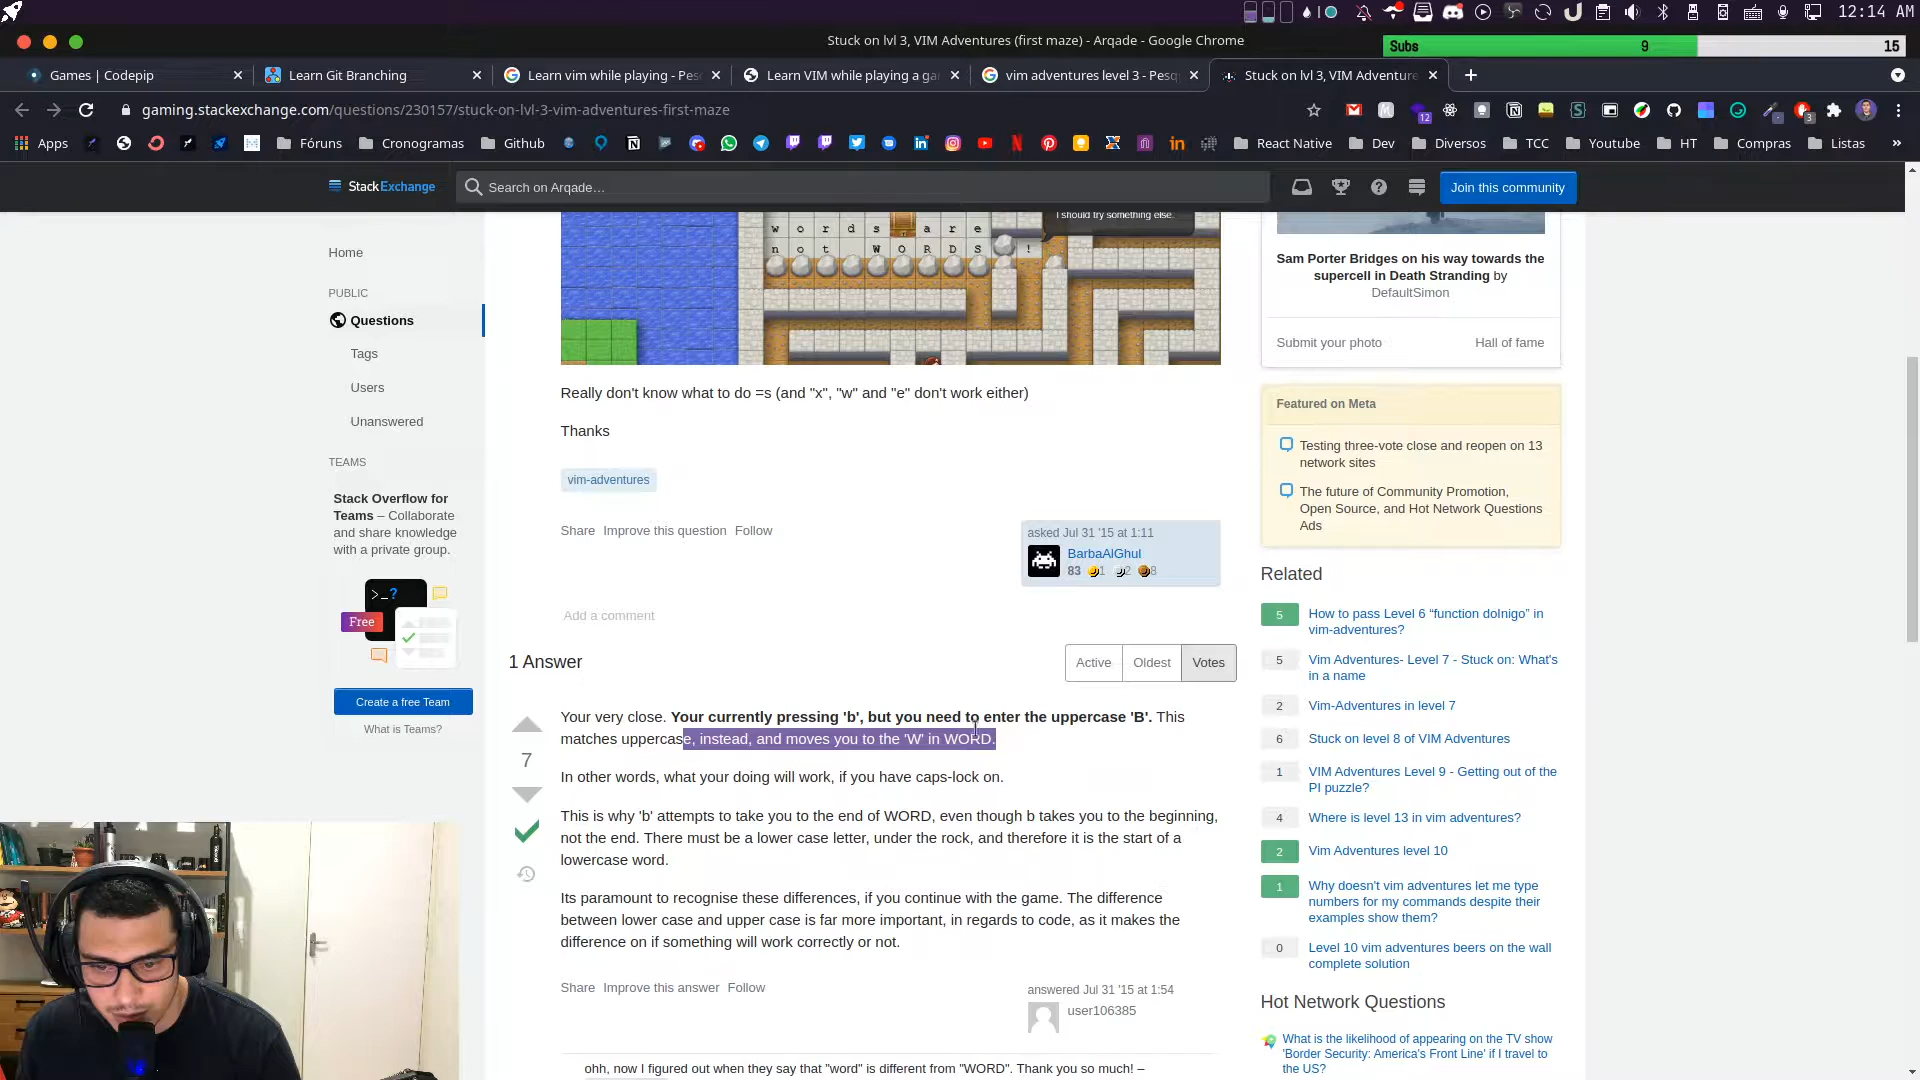 12:14 AM
Stuck on lvl 3, VIM Adventures (first maze) - Arqade - Google Chrome
Subs 9 15
Games | Codepip
Learn Git Branching
Learn vim while playing - Pes
Learn VIM while playing a ga
vim adventures level 3 - Pesq
Stuck on lvl 3, VIM Adventure
gaming.stackexchange.com/questions/230157/stuck-on-lvl-3-vim-adventures-first-maze
12
3
Apps
Fóruns
Cronogramas
Github
React Native
Dev
Diversos
TCC
Youtube
HT
Compras
Listas
»
StackExchange
Search on Arqade…
Join this community
Home
PUBLIC
Questions
Tags
Users
Unanswered
TEAMS
Stack Overflow for
Teams – Collaborate
and share knowledge
with a private group.
>_?
Free
Create a free Team
What is Teams?
I should try something else.
words are
not WORDS !
Really don't know what to do =s (and "x", "w" and "e" don't work either)
Thanks
vim-adventures
Share Improve this question Follow
asked Jul 31 '15 at 1:11
BarbaAlGhul
83 1 2 8
Add a comment
1 Answer
Active
Oldest
Votes
7
Your very close. Your currently pressing 'b', but you need to enter the uppercase 'B'. This
matches uppercase, instead, and moves you to the 'W' in WORD.
In other words, what your doing will work, if you have caps-lock on.
This is why 'b' attempts to take you to the end of WORD, even though b takes you to the beginning,
not the end. There must be a lower case letter, under the rock, and therefore it is the start of a
lowercase word.
Its paramount to recognise these differences, if you continue with the game. The difference
between lower case and upper case is far more important, in regards to code, as it makes the
difference on if something will work correctly or not.
Share Improve this answer Follow
answered Jul 31 '15 at 1:54
user106385
ohh, now I figured out when they say that "word" is different from "WORD". Thank you so much! –
Sam Porter Bridges on his way towards the
supercell in Death Stranding by
DefaultSimon
Submit your photo
Hall of fame
Featured on Meta
Testing three-vote close and reopen on 13
network sites
The future of Community Promotion,
Open Source, and Hot Network Questions
Ads
Related
5 How to pass Level 6 “function doInigo” in
vim-adventures?
5 Vim Adventures- Level 7 - Stuck on: What's
in a name
2 Vim-Adventures in level 7
6 Stuck on level 8 of VIM Adventures
1 VIM Adventures Level 9 - Getting out of the
PI puzzle?
4 Where is level 13 in vim adventures?
2 Vim Adventures level 10
1 Why doesn't vim adventures let me type
numbers for my commands despite their
examples show them?
0 Level 10 vim adventures beers on the wall
complete solution
Hot Network Questions
What is the likelihood of appearing on the TV show
'Border Security: America's Front Line' if I travel to
the US?